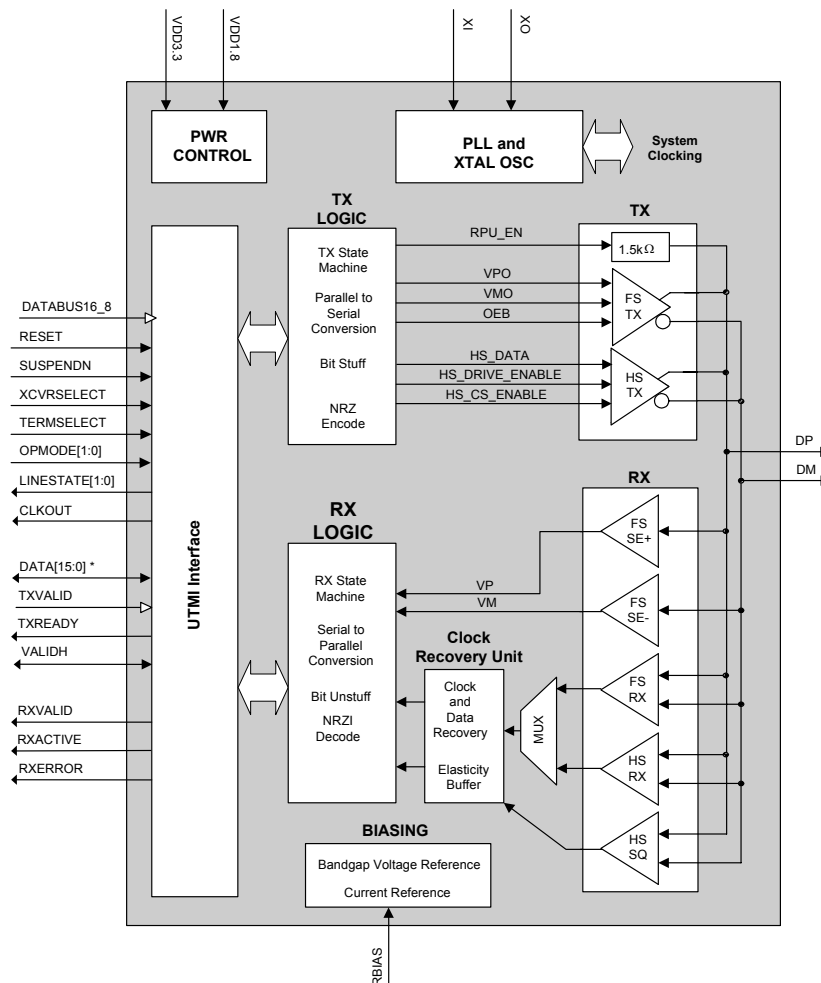 VDD3.3
VDD1.8
XI
XO
PWR
CONTROL
PLL and
XTAL OSC
System
Clocking
TX
LOGIC
TX State
Machine
Parallel to
Serial
Conversion
Bit Stuff
NRZ
Encode
RPU_EN
VPO
VMO
OEB
HS_DATA
HS_DRIVE_ENABLE
HS_CS_ENABLE
TX
1.5kΩ
FS
TX
HS
TX
DATABUS16_8
RESET
SUSPENDN
XCVRSELECT
TERMSELECT
OPMODE[1:0]
LINESTATE[1:0]
CLKOUT
DATA[15:0] *
TXVALID
TXREADY
VALIDH
RXVALID
RXACTIVE
RXERROR
UTMI Interface
DP
DM
RX
LOGIC
RX State
Machine
Serial to
Parallel
Conversion
Bit Unstuff
NRZI
Decode
VP
VM
Clock
Recovery Unit
Clock
and
Data
Recovery
Elasticity
Buffer
MUX
RX
FS
SE+
FS
SE-
FS
RX
HS
RX
HS
SQ
BIASING
Bandgap Voltage Reference
Current Reference
RBIAS